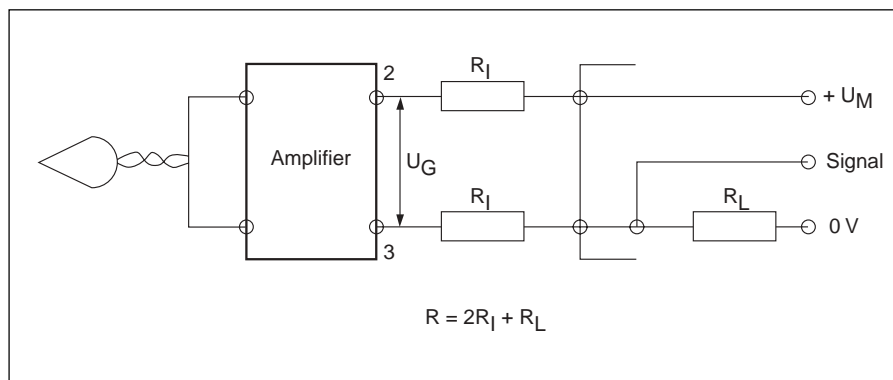 2
R_I
+ U_M
Amplifier
U_G
Signal
R_I
R_L
0 V
3
R = 2R_I + R_L